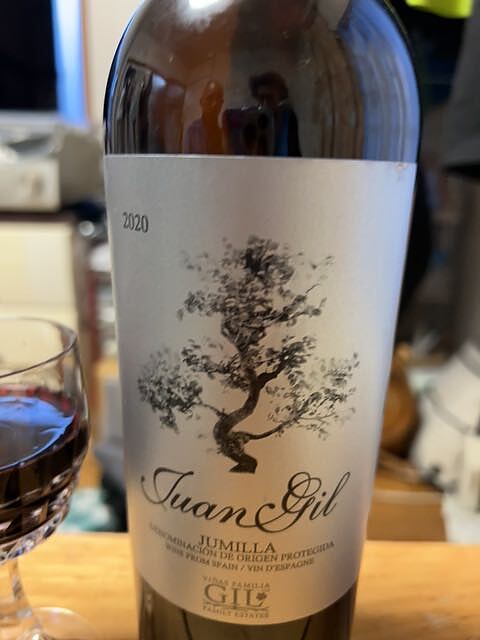 2020
Juan Gil
JUMILLA
DENOMINACIÓN DE ORIGEN PROTEGIDA
WINE FROM SPAIN / VIN D'ESPAGNE
VIÑAS FAMILIA
GIL
FAMILY ESTATES